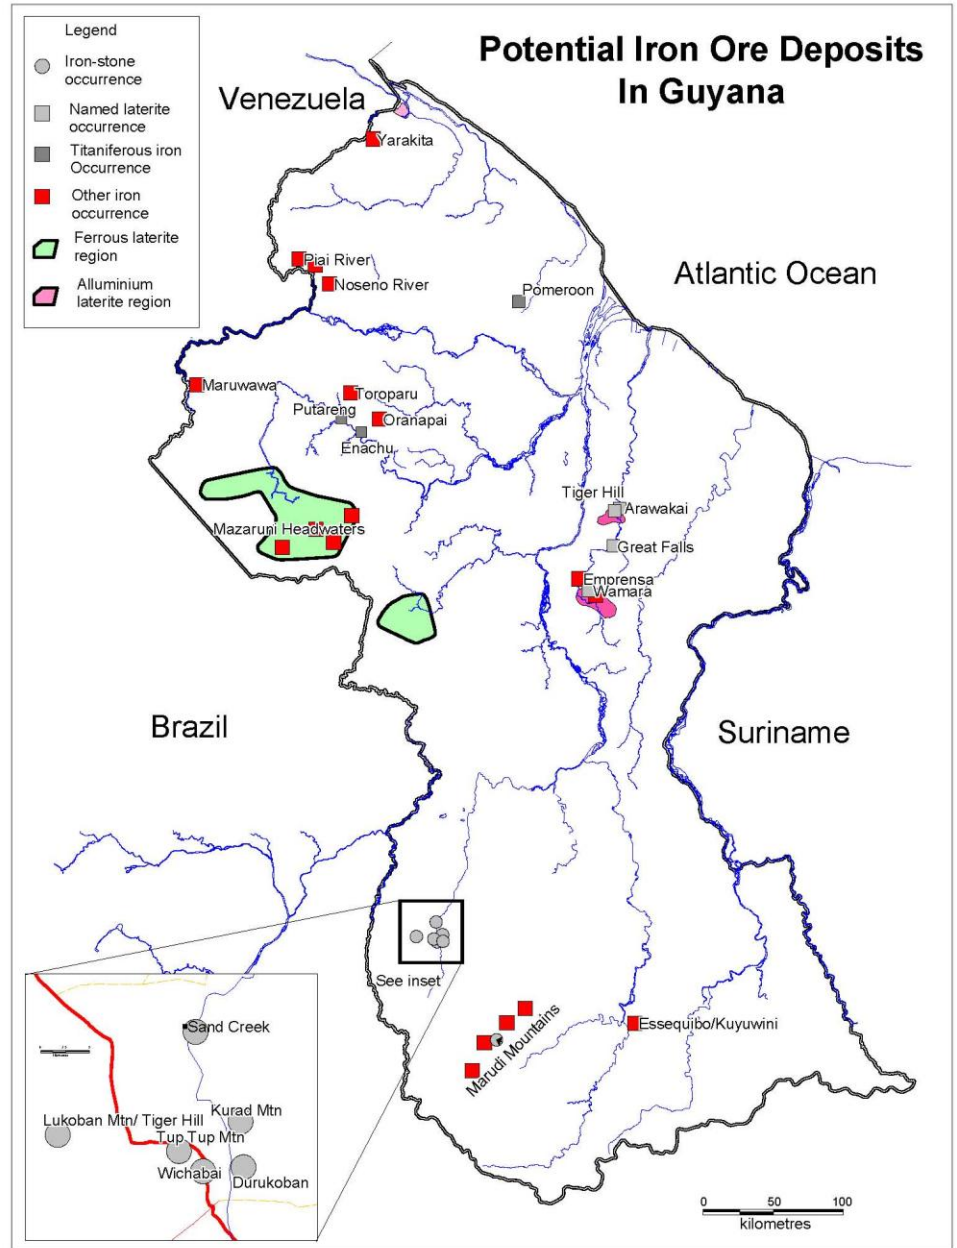 Potential Iron Ore Deposits
In Guyana
Legend
Iron-stone
occurrence
Named laterite
occurrence
Titaniferous iron
Occurrence
Other iron
occurrence
Ferrous laterite
region
Alluminium
laterite region
Venezuela
Yarakita
Piai River
Noseno River
Atlantic Ocean
Pomeroon
Maruwawa
Toroparu
Putareng
Oranapai
Enachu
Tiger Hill
Arawakai
Mazaruni Headwaters
Great Falls
Emprensa
Wamara
Brazil
Suriname
See inset
Essequibo/Kuyuwini
Marudi Mountains
Sand Creek
Kurad Mtn
Lukoban Mtn/ Tiger Hill
Tup Tup Mtn
Wichabai
Durukoban
0 50 100
kilometres